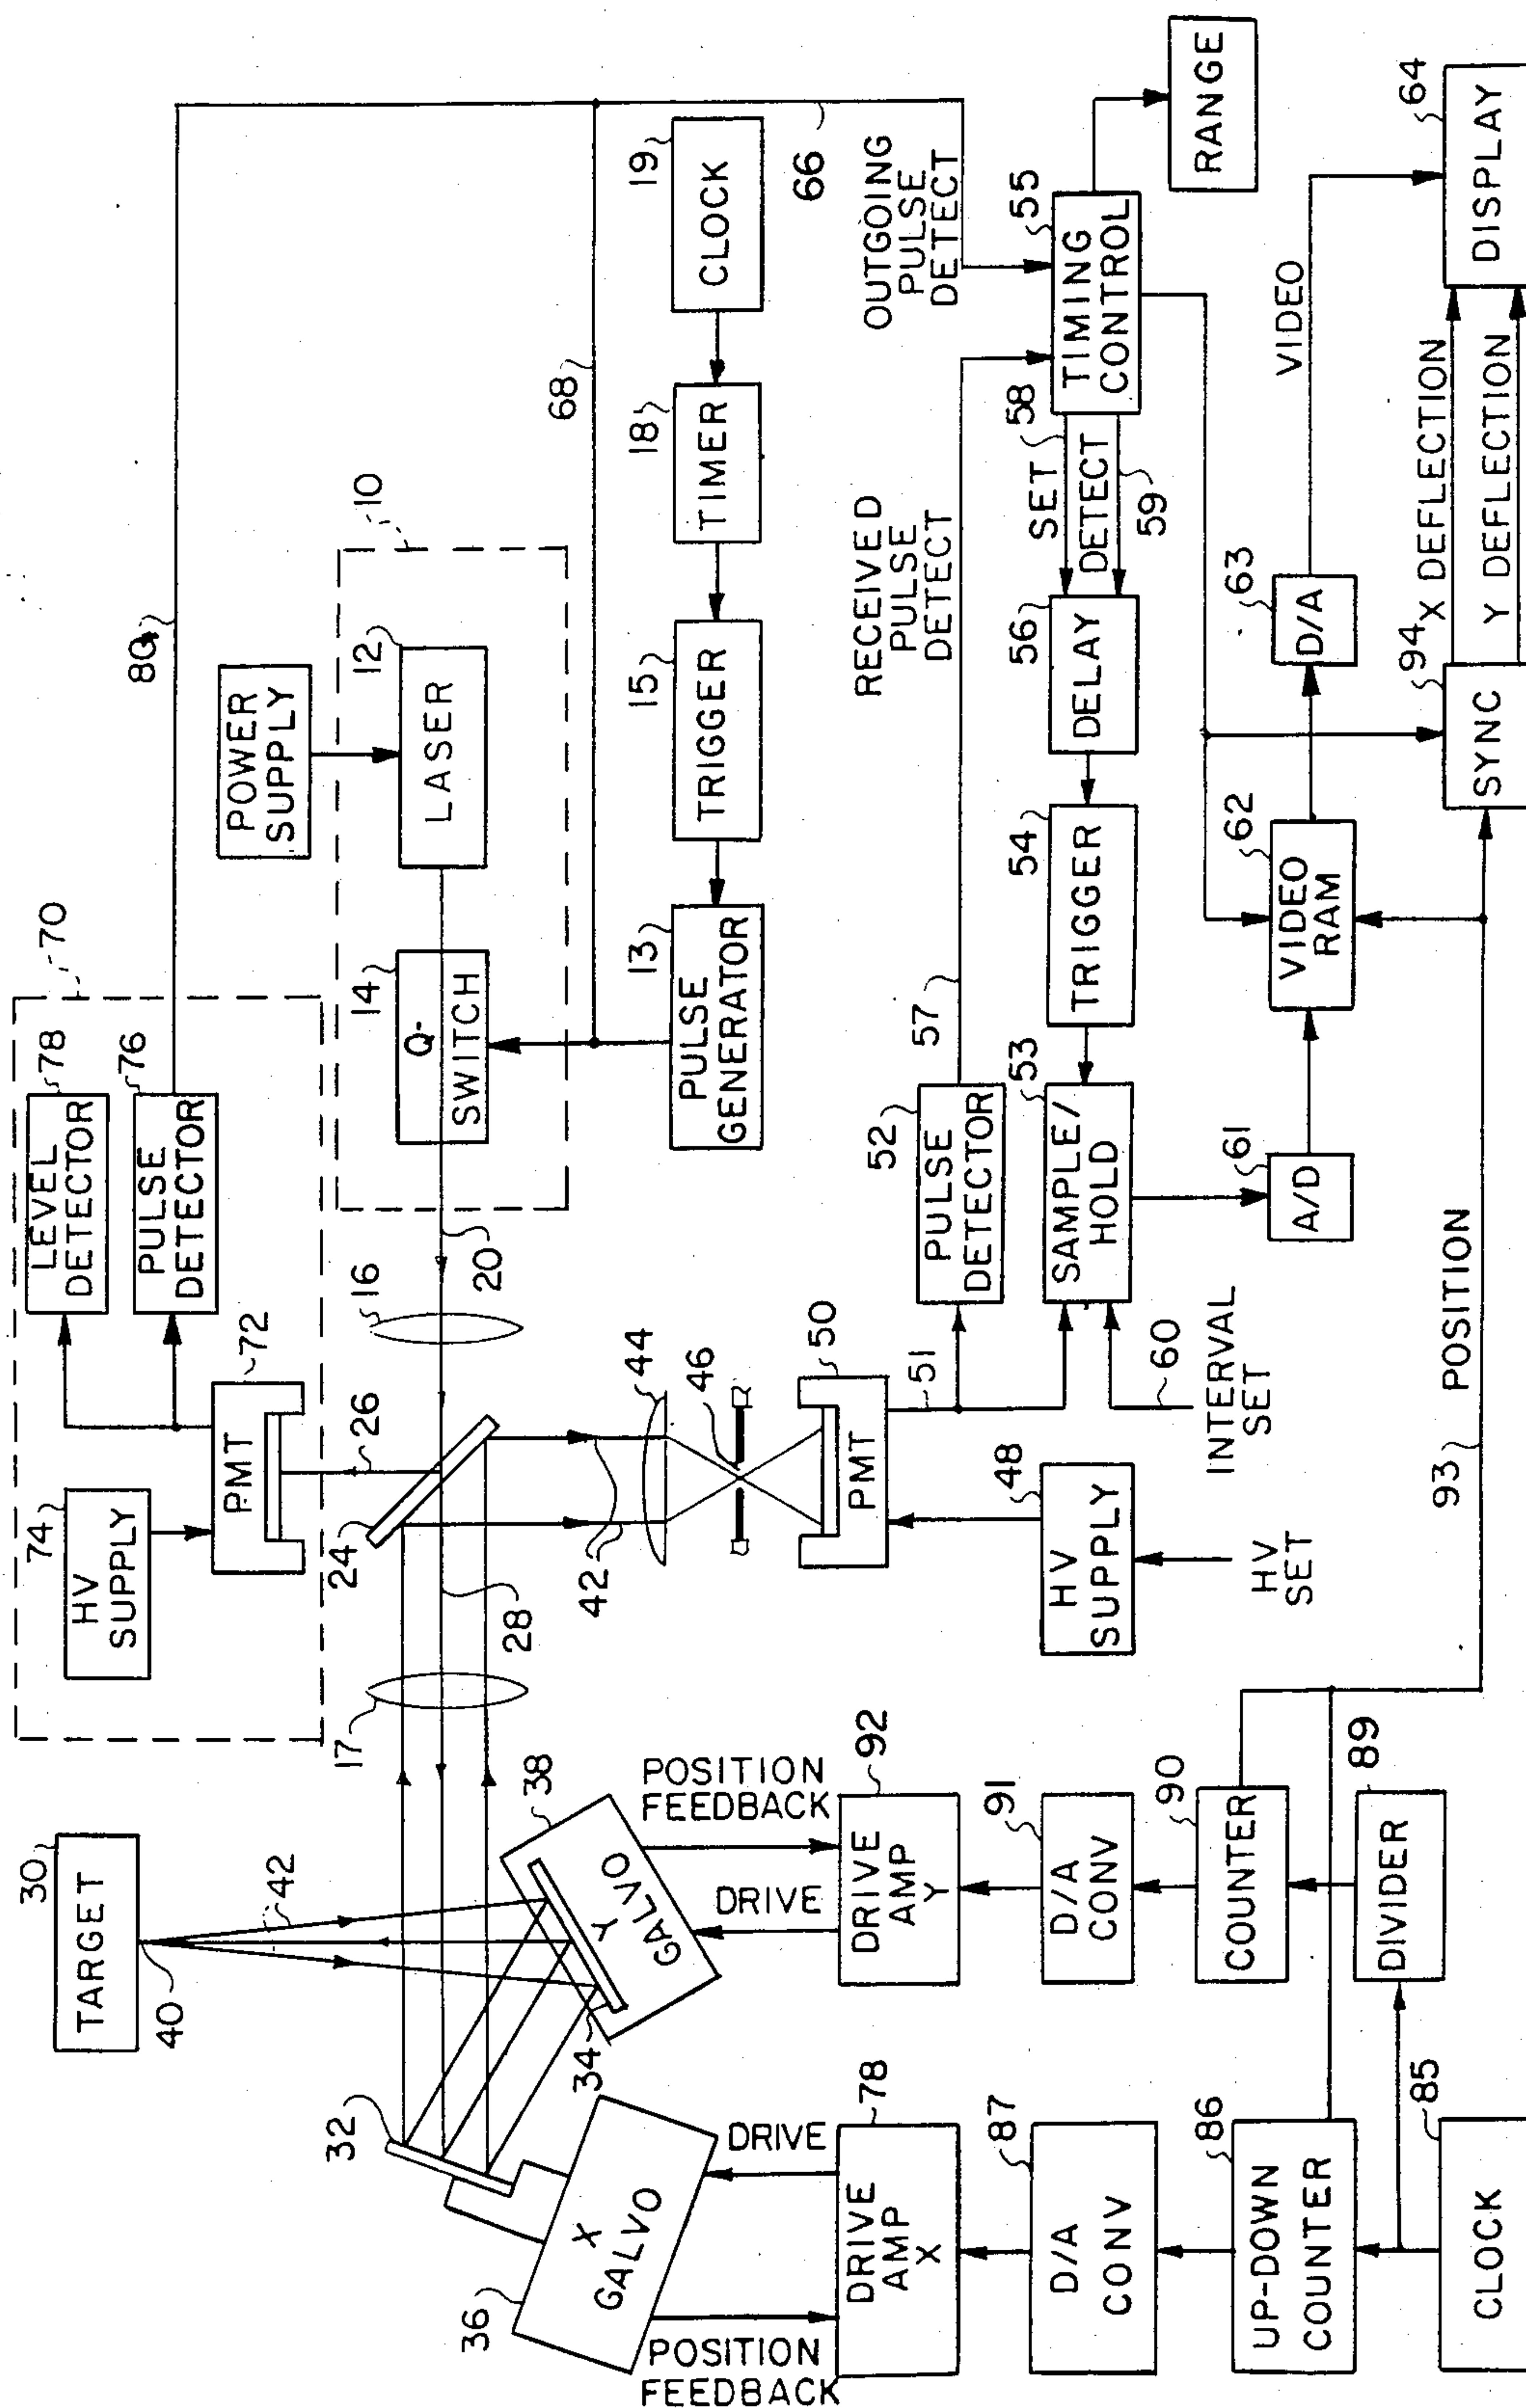 30
TARGET
40
42
32
X
GALVO
36
34
Y
GALVO
38
POSITION
FEEDBACK
DRIVE
DRIVE
POSITION
FEEDBACK
DRIVE
AMP
X
78
DRIVE
AMP
Y
92
D/A
CONV
87
D/A
CONV
91
UP-DOWN
COUNTER
86
COUNTER
90
CLOCK
85
DIVIDER
89
70
74
HV
SUPPLY
PMT
72
LEVEL
DETECTOR
78
PULSE
DETECTOR
76
80
17
28
24
26
16
20
42
44
46
PMT
50
51
48
HV
SUPPLY
HV
SET
60
INTERVAL
SET
10
POWER
SUPPLY
12
LASER
14
Q-
SWITCH
13
PULSE
GENERATOR
15
TRIGGER
18
TIMER
19
CLOCK
68
66
52
PULSE
DETECTOR
57
RECEIVED
PULSE
DETECT
OUTGOING
PULSE
DETECT
53
SAMPLE/
HOLD
54
TRIGGER
56
DELAY
SET
58
DETECT
59
55
TIMING
CONTROL
RANGE
61
A/D
62
VIDEO
RAM
63
D/A
VIDEO
64
DISPLAY
93
POSITION
94
SYNC
X DEFLECTION
Y DEFLECTION